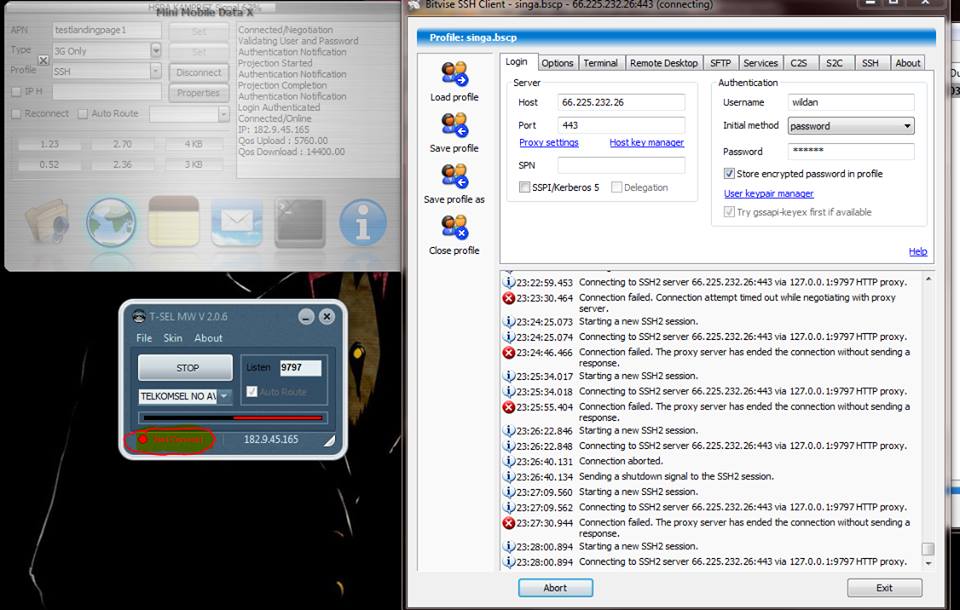 Mini Mobile Data X
APN
testlandingpage1
Set
Type
3G Only
Set
Profile
SSH
Disconnect
IP H
Properties
Reconnect
Auto Route
1.23
2.70
4 KB
0.52
2.36
3 KB
Connected/Negotiation
Validating User and Password
Authentication Notification
Projection Started
Authentication Notification
Projection Completion
Authentication Notification
Login Authenticated
Connected/Online
IP: 182.9.45.165
Qos Upload : 5760.00
Qos Download : 14400.00
T-SEL MW V 2.0.6
File
Skin
About
STOP
Listen
9797
TELKOMSEL NO AV
Auto Route
182.9.45.165
Bitvise SSH Client - singa.bscp - 66.225.232.26:443 (connecting)
Profile: singa.bscp
Load profile
Save profile
Save profile as
Close profile
Login
Options
Terminal
Remote Desktop
SFTP
Services
C2S
S2C
SSH
About
Server
Host
66.225.232.26
Port
443
Proxy settings
Host key manager
SPN
SSPI/Kerberos 5
Delegation
Authentication
Username
wildan
Initial method
password
Password
******
Store encrypted password in profile
User keypair manager
Try gssapi-keyex first if available
Help
23:22:59.453 Connecting to SSH2 server 66.225.232.26:443 via 127.0.0.1:9797 HTTP proxy.
23:23:30.464 Connection failed. Connection attempt timed out while negotiating with proxy
server.
23:24:25.073 Starting a new SSH2 session.
23:24:25.074 Connecting to SSH2 server 66.225.232.26:443 via 127.0.0.1:9797 HTTP proxy.
23:24:46.466 Connection failed. The proxy server has ended the connection without sending a
response.
23:25:34.017 Starting a new SSH2 session.
23:25:34.018 Connecting to SSH2 server 66.225.232.26:443 via 127.0.0.1:9797 HTTP proxy.
23:25:55.404 Connection failed. The proxy server has ended the connection without sending a
response.
23:26:22.846 Starting a new SSH2 session.
23:26:22.848 Connecting to SSH2 server 66.225.232.26:443 via 127.0.0.1:9797 HTTP proxy.
23:26:40.131 Connection aborted.
23:26:40.134 Sending a shutdown signal to the SSH2 session.
23:27:09.560 Starting a new SSH2 session.
23:27:09.562 Connecting to SSH2 server 66.225.232.26:443 via 127.0.0.1:9797 HTTP proxy.
23:27:30.944 Connection failed. The proxy server has ended the connection without sending a
response.
23:28:00.894 Starting a new SSH2 session.
23:28:00.894 Connecting to SSH2 server 66.225.232.26:443 via 127.0.0.1:9797 HTTP proxy.
Abort
Exit